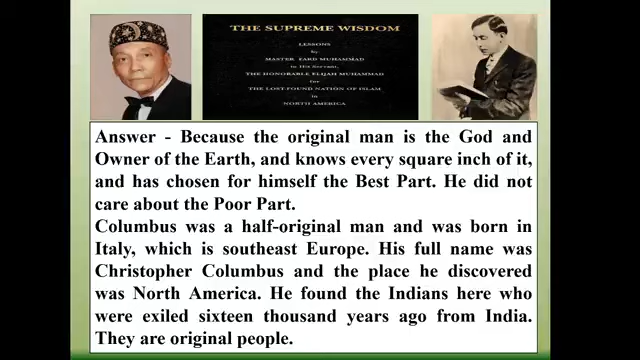 THE SUPREME WISDOM
LESSONS
by
MASTER FARD MUHAMMAD
to His Servant,
THE HONORABLE ELIJAH MUHAMMAD
for
THE LOST-FOUND NATION OF ISLAM
in
NORTH AMERICA
Answer - Because the original man is the God and
Owner of the Earth, and knows every square inch of it,
and has chosen for himself the Best Part. He did not
care about the Poor Part.
Columbus was a half-original man and was born in
Italy, which is southeast Europe. His full name was
Christopher Columbus and the place he discovered
was North America. He found the Indians here who
were exiled sixteen thousand years ago from India.
They are original people.